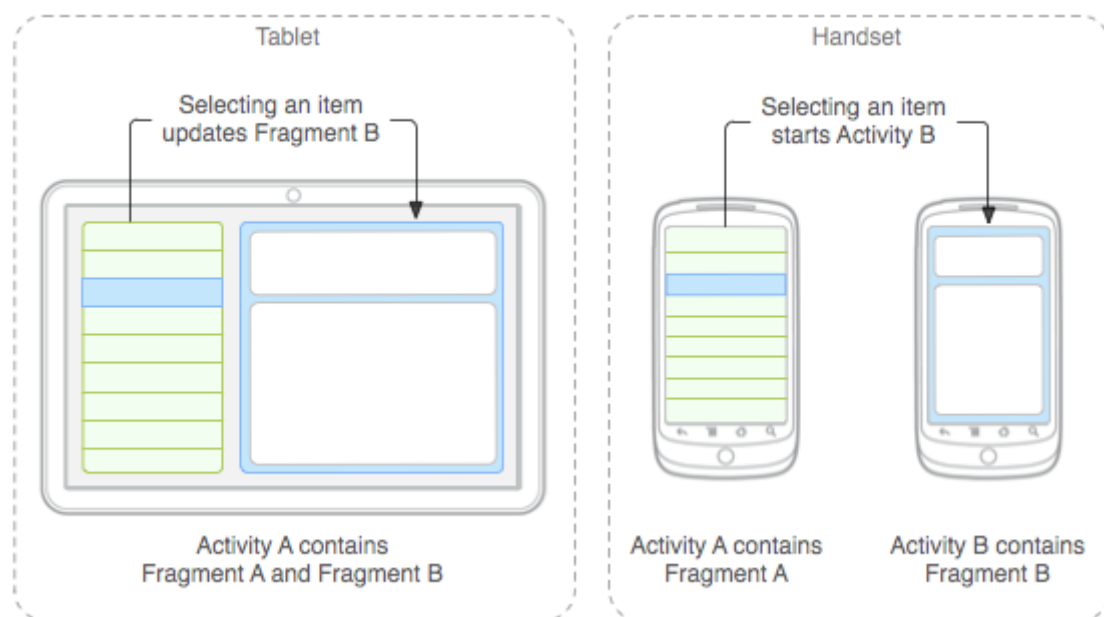 Tablet
Selecting an item
updates Fragment B
Activity A contains
Fragment A and Fragment B
Handset
Selecting an item
starts Activity B
Activity A contains
Fragment A
Activity B contains
Fragment B